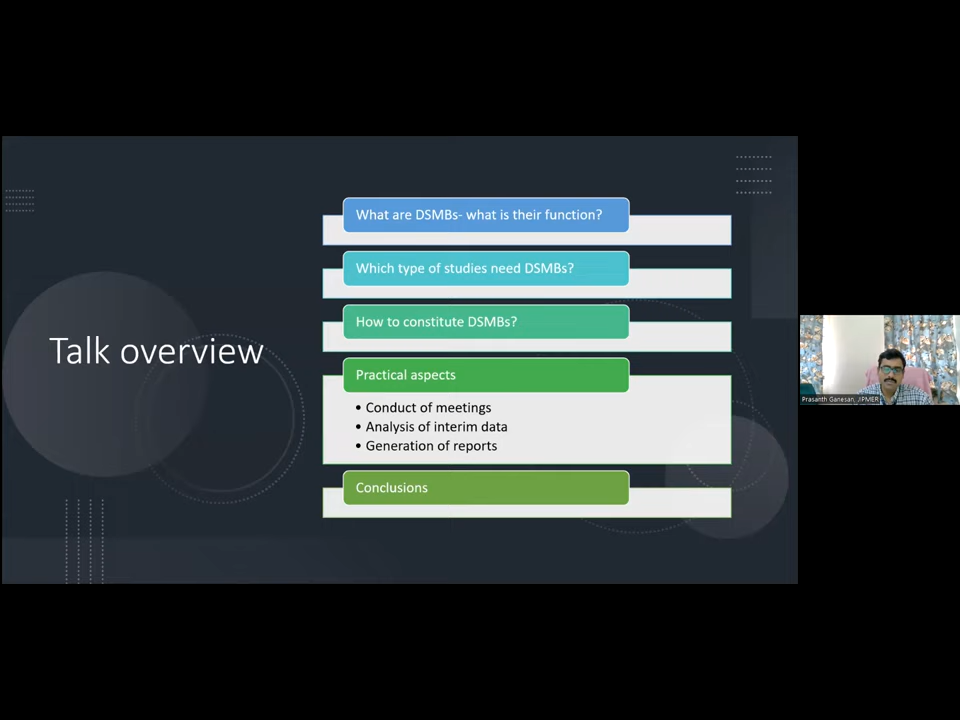 Talk overview
What are DSMBs- what is their function?
Which type of studies need DSMBs?
How to constitute DSMBs?
Practical aspects
• Conduct of meetings
• Analysis of interim data
• Generation of reports
Conclusions
Prasanth Ganesan, JIPMER